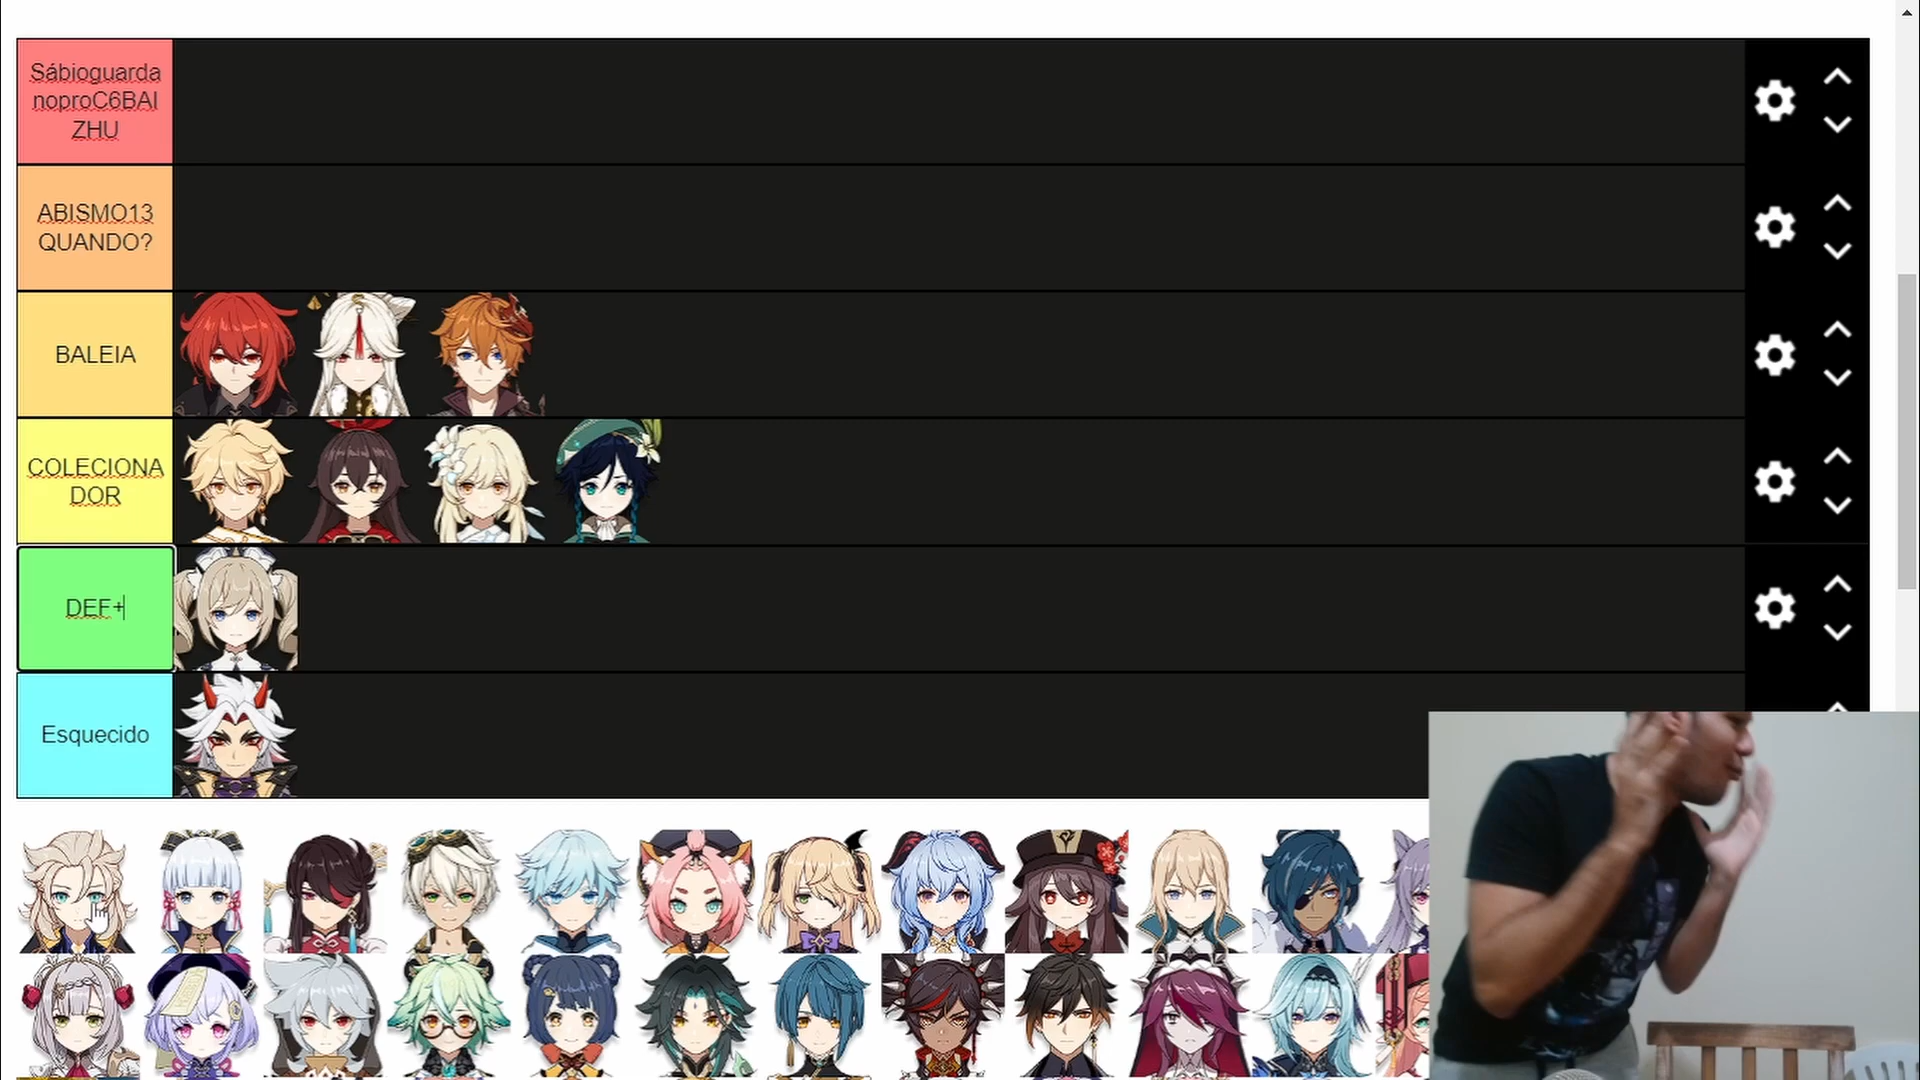 Sábioguarda
noproC6BAI
ZHU
ABISMO13
QUANDO?
BALEIA
COLECIONA
DOR
DEF+
Esquecido